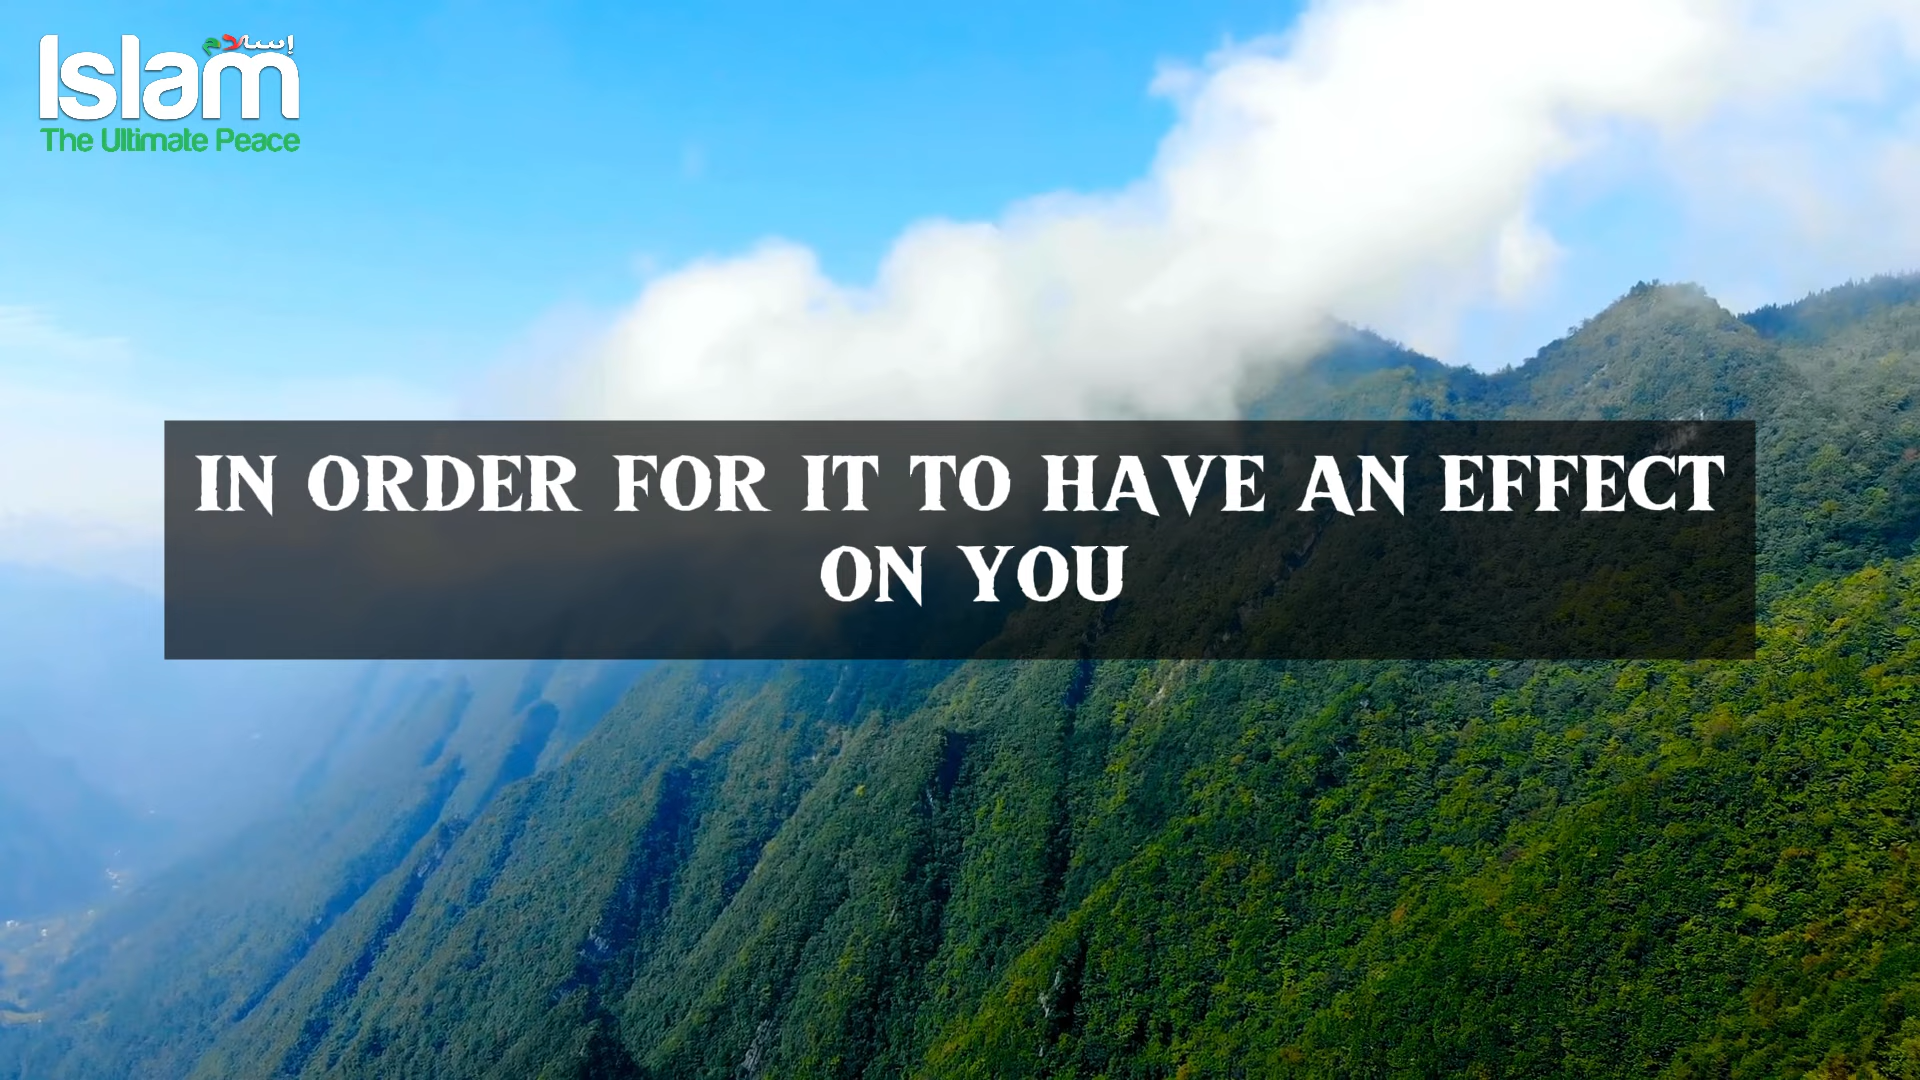 إسلام
Islam
The Ultimate Peace
IN ORDER FOR IT TO HAVE AN EFFECT
ON YOU